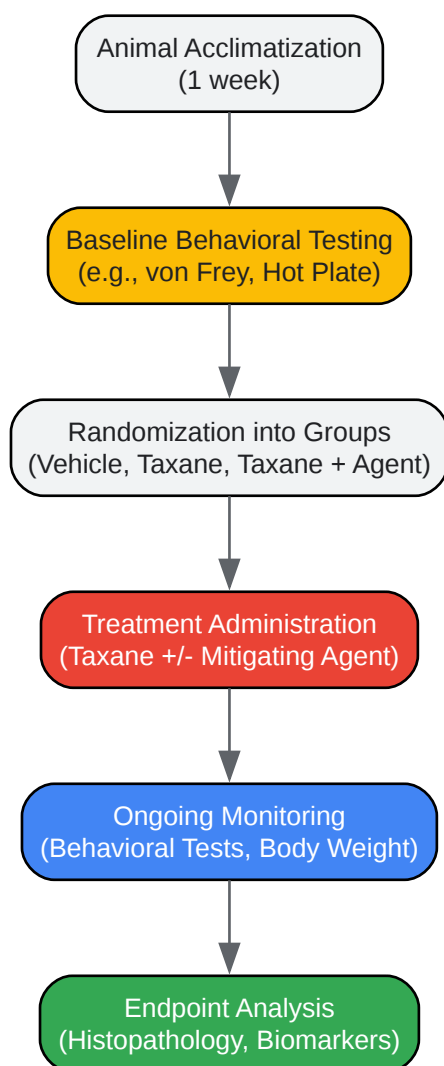 Animal Acclimatization
(1 week)
Baseline Behavioral Testing
(e.g., von Frey, Hot Plate)
Randomization into Groups
(Vehicle, Taxane, Taxane + Agent)
Treatment Administration
(Taxane +/- Mitigating Agent)
Ongoing Monitoring
(Behavioral Tests, Body Weight)
Endpoint Analysis
(Histopathology, Biomarkers)